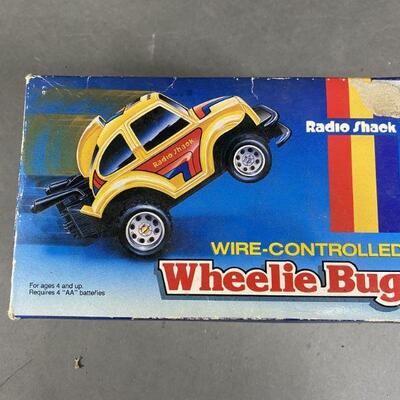 Radio Shack
Radio Shack
WIRE-CONTROLLED
Wheelie Bug
For ages 4 and up.
Requires 4 "AA" batteries